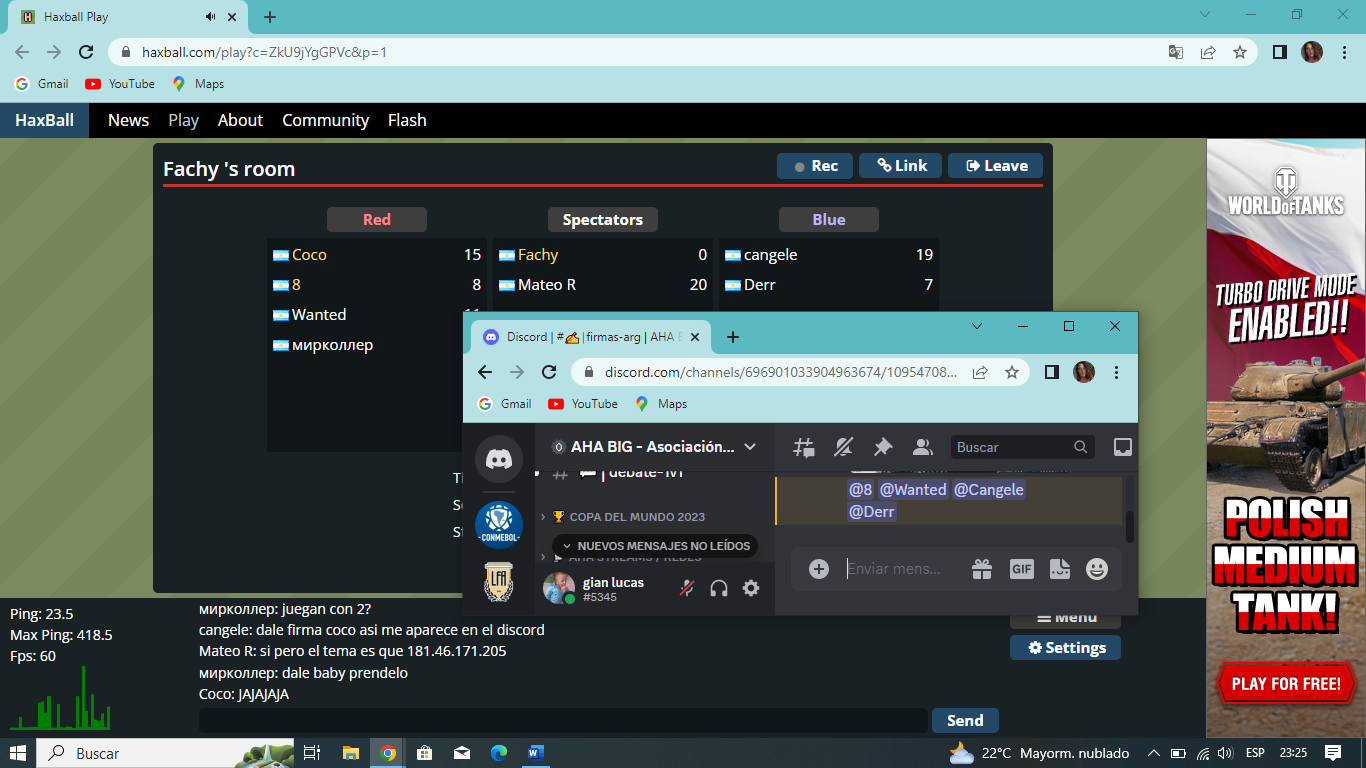 Haxball Play
haxball.com/play?c=ZkU9jYgGPVc&p=1
Gmail YouTube Maps
HaxBall News Play About Community Flash
Fachy 's room
Rec Link Leave
Red Spectators Blue
Coco 15 Fachy 0 cangele 19
8 8 Mateo R 20 Derr 7
Wanted
мирколлер
Discord | #✍|firmas-arg | AHA
discord.com/channels/696901033904963674/10954708...
Gmail YouTube Maps
AHA BIG - Asociación...
Buscar
| debate-1v1
@8 @Wanted @Cangele
@Derr
COPA DEL MUNDO 2023
NUEVOS MENSAJES NO LEÍDOS
AHA STREAMS / REDES
gian lucas
#5345
CONMEBOL
LFA
Enviar mens...
GIF
Menu
Settings
Ping: 23.5
Max Ping: 418.5
Fps: 60
мирколлер: juegan con 2?
cangele: dale firma coco asi me aparece en el discord
Mateo R: si pero el tema es que 181.46.171.205
мирколлер: dale baby prendelo
Coco: JAJAJAJA
Send
WORLD OF TANKS
TURBO DRIVE MODE
ENABLED!!
POLISH
MEDIUM
TANK!
PLAY FOR FREE!
Buscar
22°C Mayorm. nublado
ESP 23:25